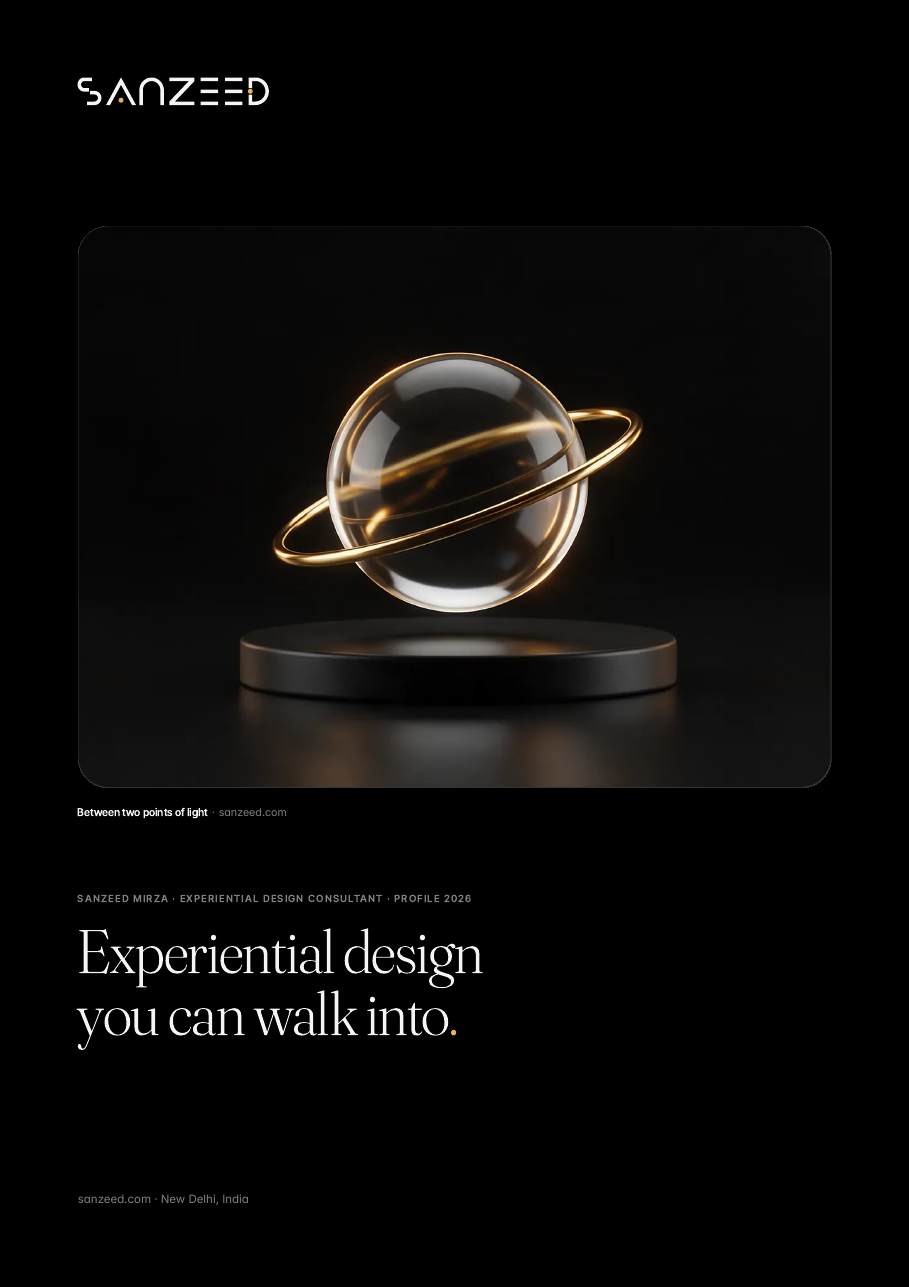 SANZEED
Between two points of light · sanzeed.com
SANZEED MIRZA · EXPERIENTIAL DESIGN CONSULTANT · PROFILE 2026
Experiential design
you can walk into.
sanzeed.com · New Delhi, India